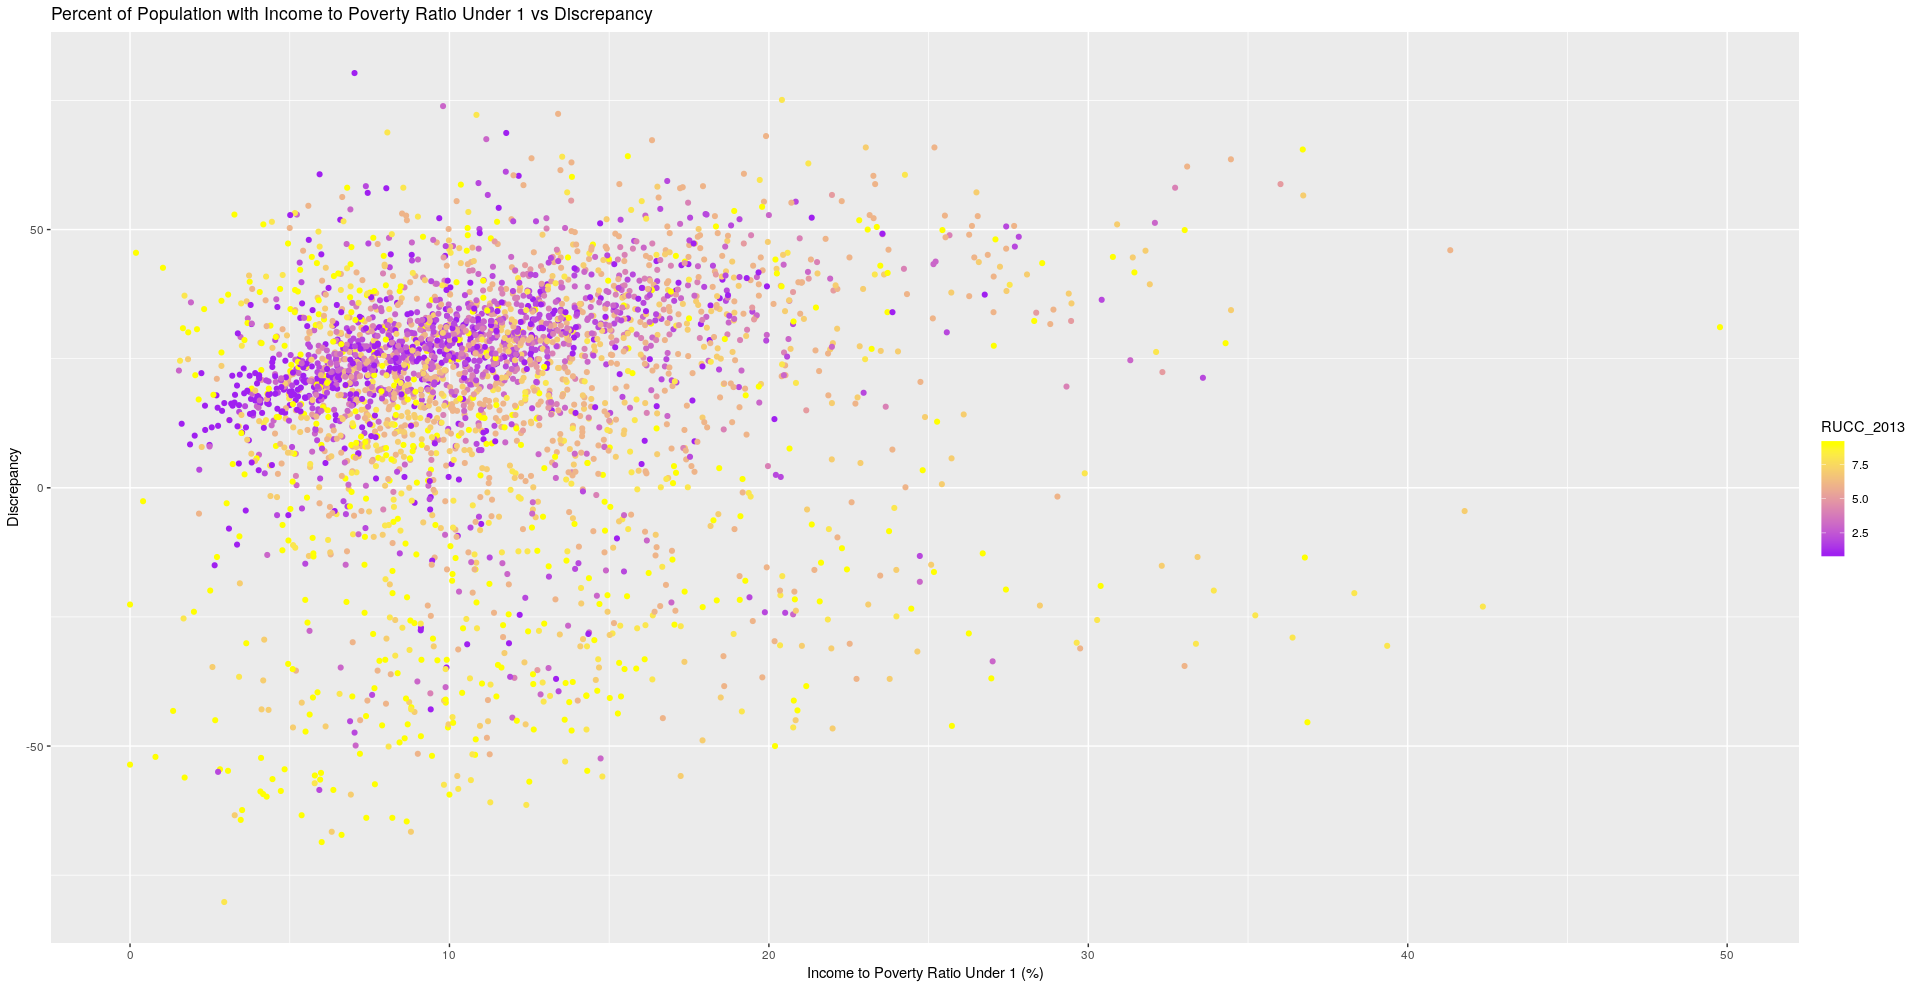 Percent of Population with Income to Poverty Ratio Under 1 vs Discrepancy
Discrepancy
50
0
-50
0 10 20 30 40 50
Income to Poverty Ratio Under 1 (%)
RUCC_2013
7.5
5.0
2.5